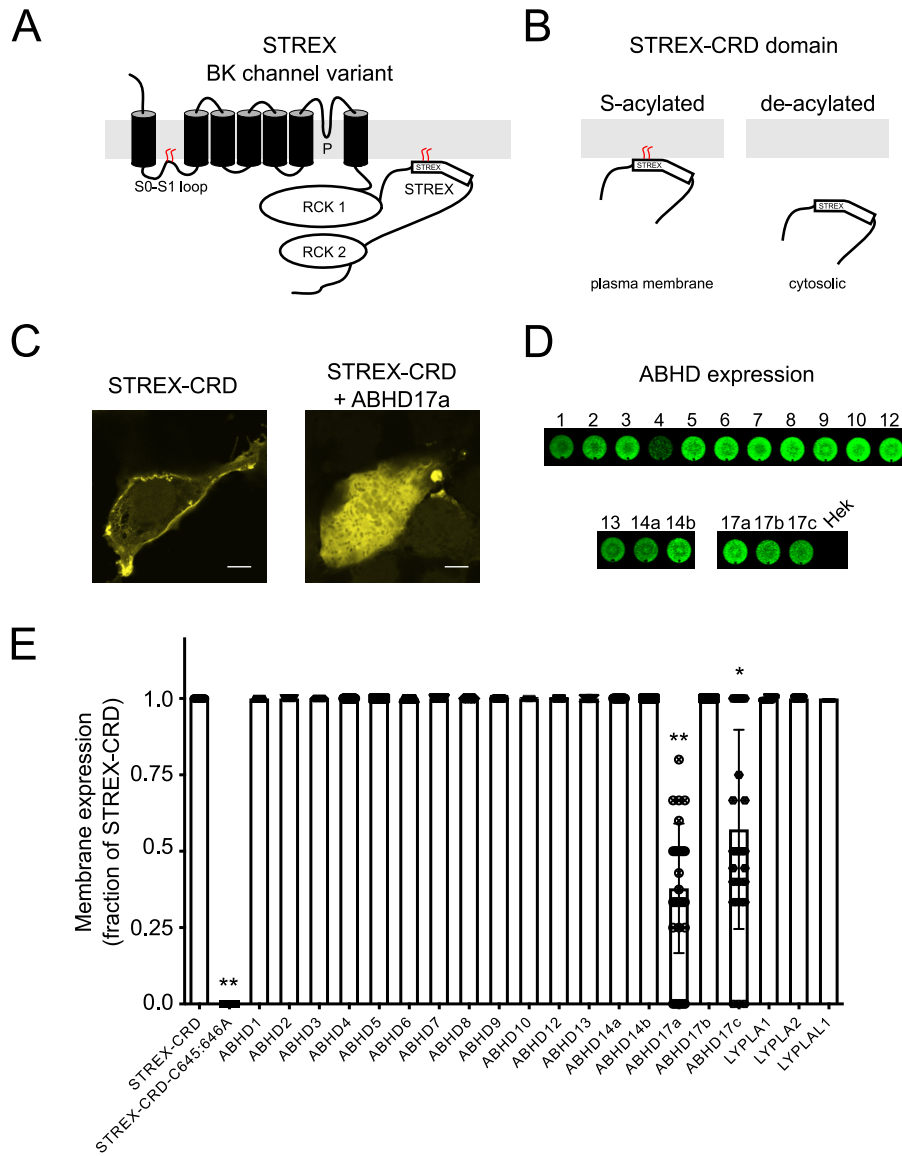 A
STREX
BK channel variant
P
S0-S1 loop
STREX
STREX
RCK 1
RCK 2
B
STREX-CRD domain
S-acylated
de-acylated
STREX
STREX
plasma membrane
cytosolic
C
STREX-CRD
STREX-CRD
+ ABHD17a
D
ABHD expression
1 2 3 4 5 6 7 8 9 10 12
13 14a 14b
17a 17b 17c Hek
E
Membrane expression
(fraction of STREX-CRD)
1.0
0.75
0.5
0.25
0.0
**
**
*
STREX-CRD
STREX-CRD-C645:646A
ABHD1
ABHD2
ABHD3
ABHD4
ABHD5
ABHD6
ABHD7
ABHD8
ABHD9
ABHD10
ABHD12
ABHD13
ABHD14a
ABHD14b
ABHD17a
ABHD17b
ABHD17c
LYPLA1
LYPLA2
LYPLAL1